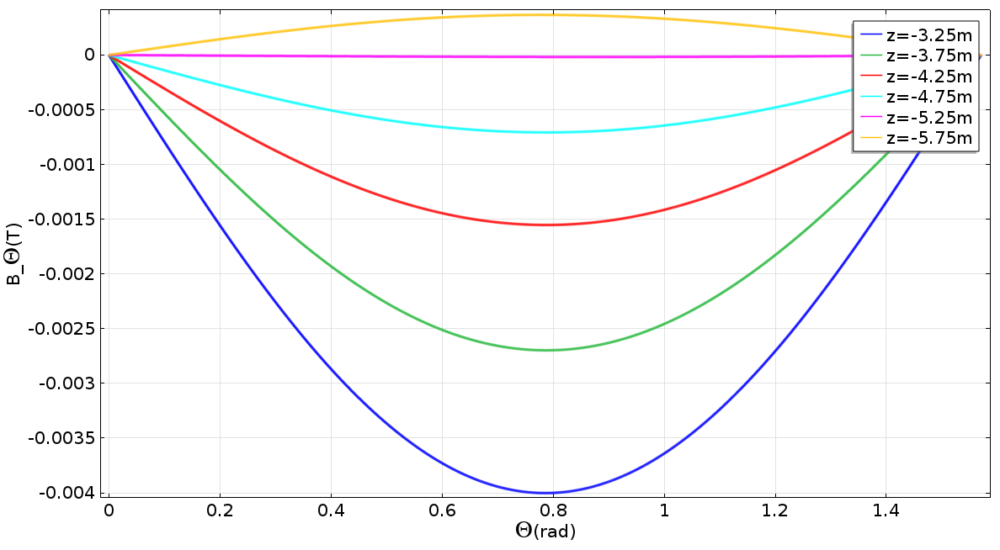 z=-3.25m
z=-3.75m
z=-4.25m
z=-4.75m
z=-5.25m
z=-5.75m
0
-0.0005
-0.001
-0.0015
-0.002
-0.0025
-0.003
-0.0035
-0.004
B_Θ(T)
0
0.2
0.4
0.6
0.8
1
1.2
1.4
Θ(rad)